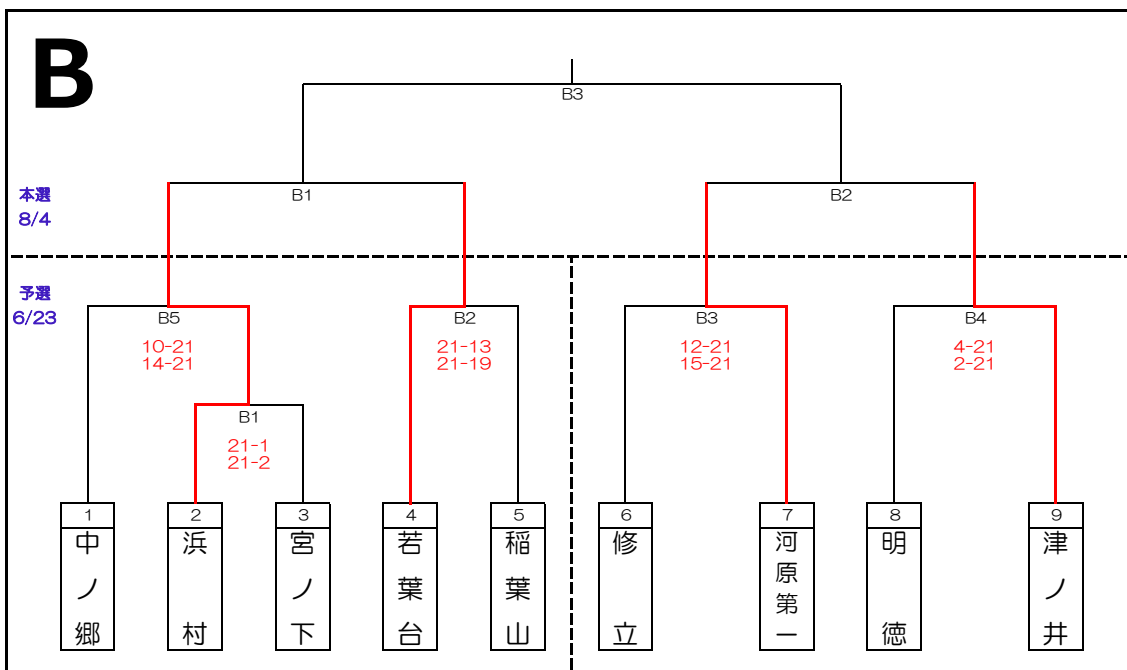 B
B3
本選
8/4
B1
B2
予選
6/23
B5
10-21
14-21
B2
21-13
21-19
B3
12-21
15-21
B4
4-21
2-21
B1
21-1
21-2
1
中ノ郷
2
浜村
3
宮ノ下
4
若葉台
5
稲葉山
6
修立
7
河原第一
8
明徳
9
津ノ井